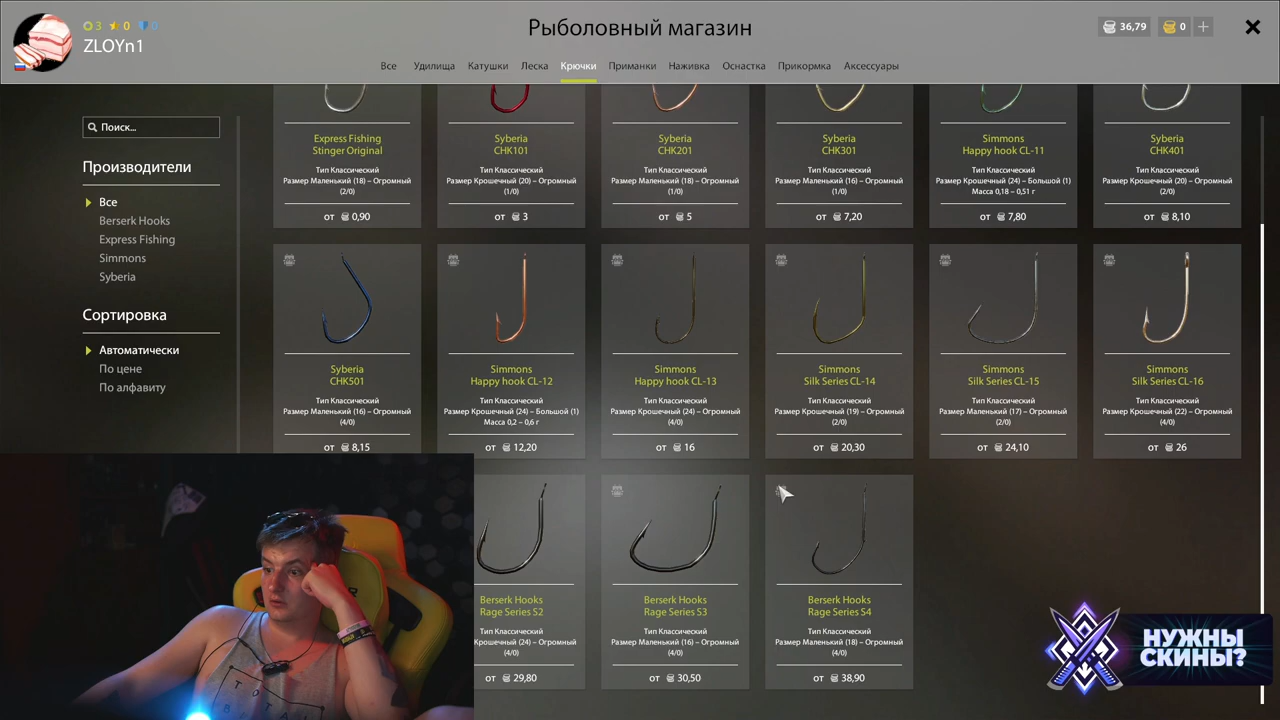 3 0 0
ZLOYn1
Рыболовный магазин
36,79 0
Все Удилища Катушки Леска Крючки Приманки Наживка Оснастка Прикормка Аксессуары
Поиск...
Производители
Все
Berserk Hooks
Express Fishing
Simmons
Syberia
Сортировка
Автоматически
По цене
По алфавиту
Express Fishing
Stinger Original
Тип Классический
Размер Маленький (18) – Огромный
(2/0)
от 0,90
Syberia
CHK101
Тип Классический
Размер Крошечный (20) – Огромный
(1/0)
от 3
Syberia
CHK201
Тип Классический
Размер Маленький (18) – Огромный
(1/0)
от 5
Syberia
CHK301
Тип Классический
Размер Маленький (16) – Огромный
(1/0)
от 7,20
Simmons
Happy hook CL-11
Тип Классический
Размер Крошечный (24) – Большой (1)
Масса 0,18 – 0,51 г
от 7,80
Syberia
CHK401
Тип Классический
Размер Крошечный (20) – Огромный
(2/0)
от 8,10
Syberia
CHK501
Тип Классический
Размер Маленький (16) – Огромный
(4/0)
от 8,15
Simmons
Happy hook CL-12
Тип Классический
Размер Крошечный (24) – Большой (1)
Масса 0,2 – 0,6 г
от 12,20
Simmons
Happy hook CL-13
Тип Классический
Размер Крошечный (24) – Огромный
(4/0)
от 16
Simmons
Silk Series CL-14
Тип Классический
Размер Крошечный (19) – Огромный
(2/0)
от 20,30
Simmons
Silk Series CL-15
Тип Классический
Размер Маленький (17) – Огромный
(2/0)
от 24,10
Simmons
Silk Series CL-16
Тип Классический
Размер Крошечный (22) – Огромный
(4/0)
от 26
Berserk Hooks
Rage Series S2
Тип Классический
Крошечный (24) – Огромный
(4/0)
от 29,80
Berserk Hooks
Rage Series S3
Тип Классический
Размер Маленький (16) – Огромный
(4/0)
от 30,50
Berserk Hooks
Rage Series S4
Тип Классический
Размер Маленький (18) – Огромный
(4/0)
от 38,90
НУЖНЫ
СКИНЫ?